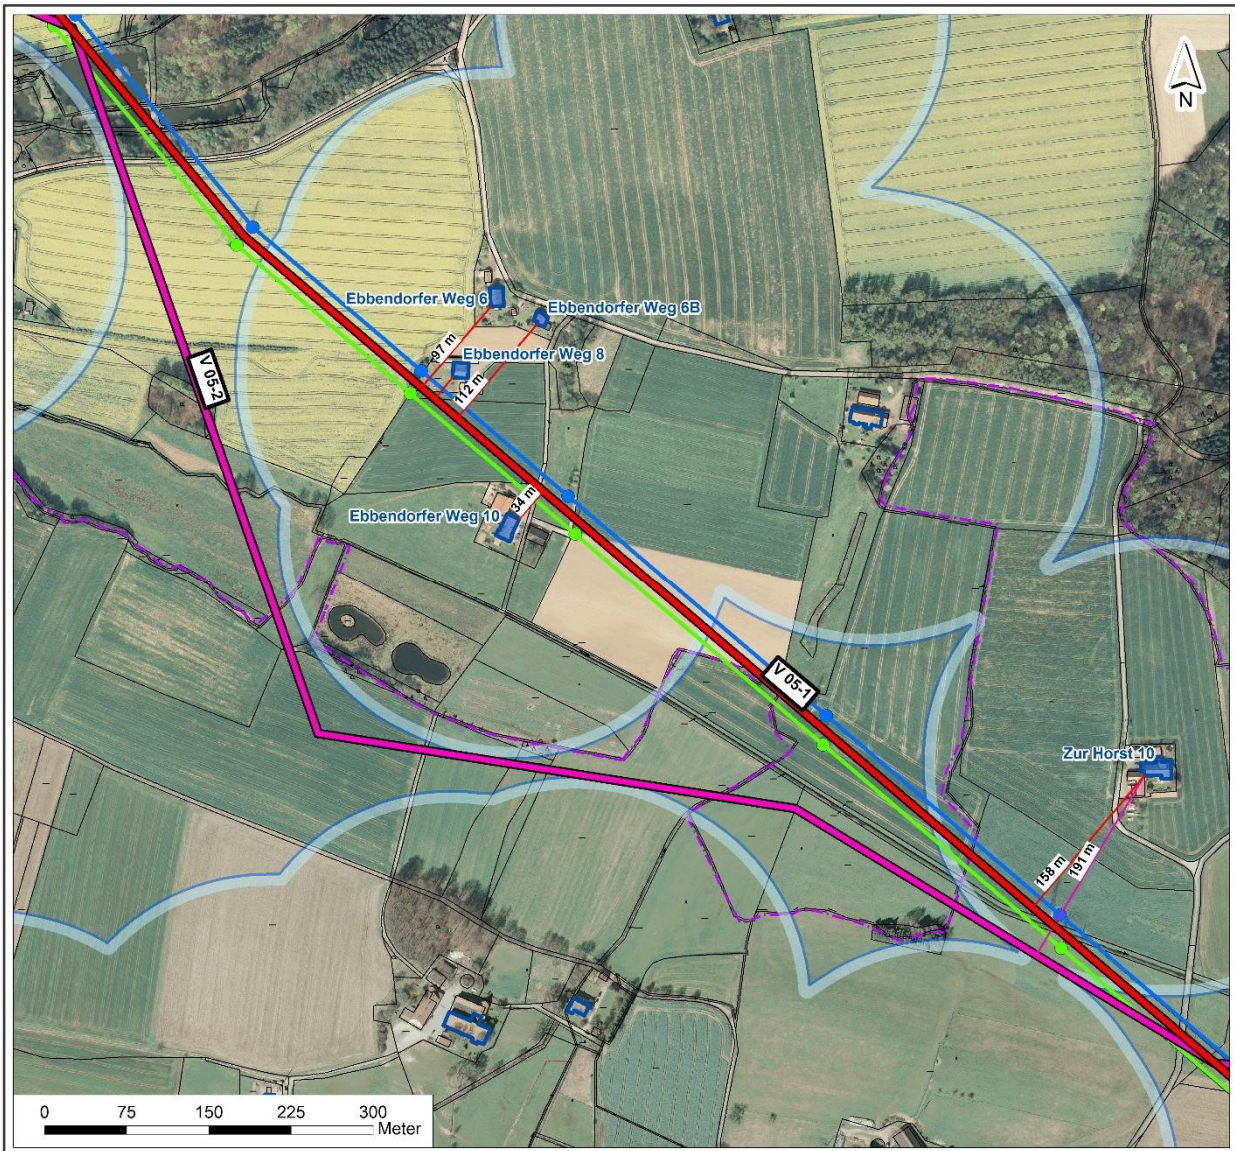 N
Ebbendorfer Weg 6
Ebbendorfer Weg 6B
97 m
Ebbendorfer Weg 8
112 m
V 05-2
34 m
Ebbendorfer Weg 10
V 05-1
Zur Horst 10
158 m
191 m
0 75 150 225 300
Meter